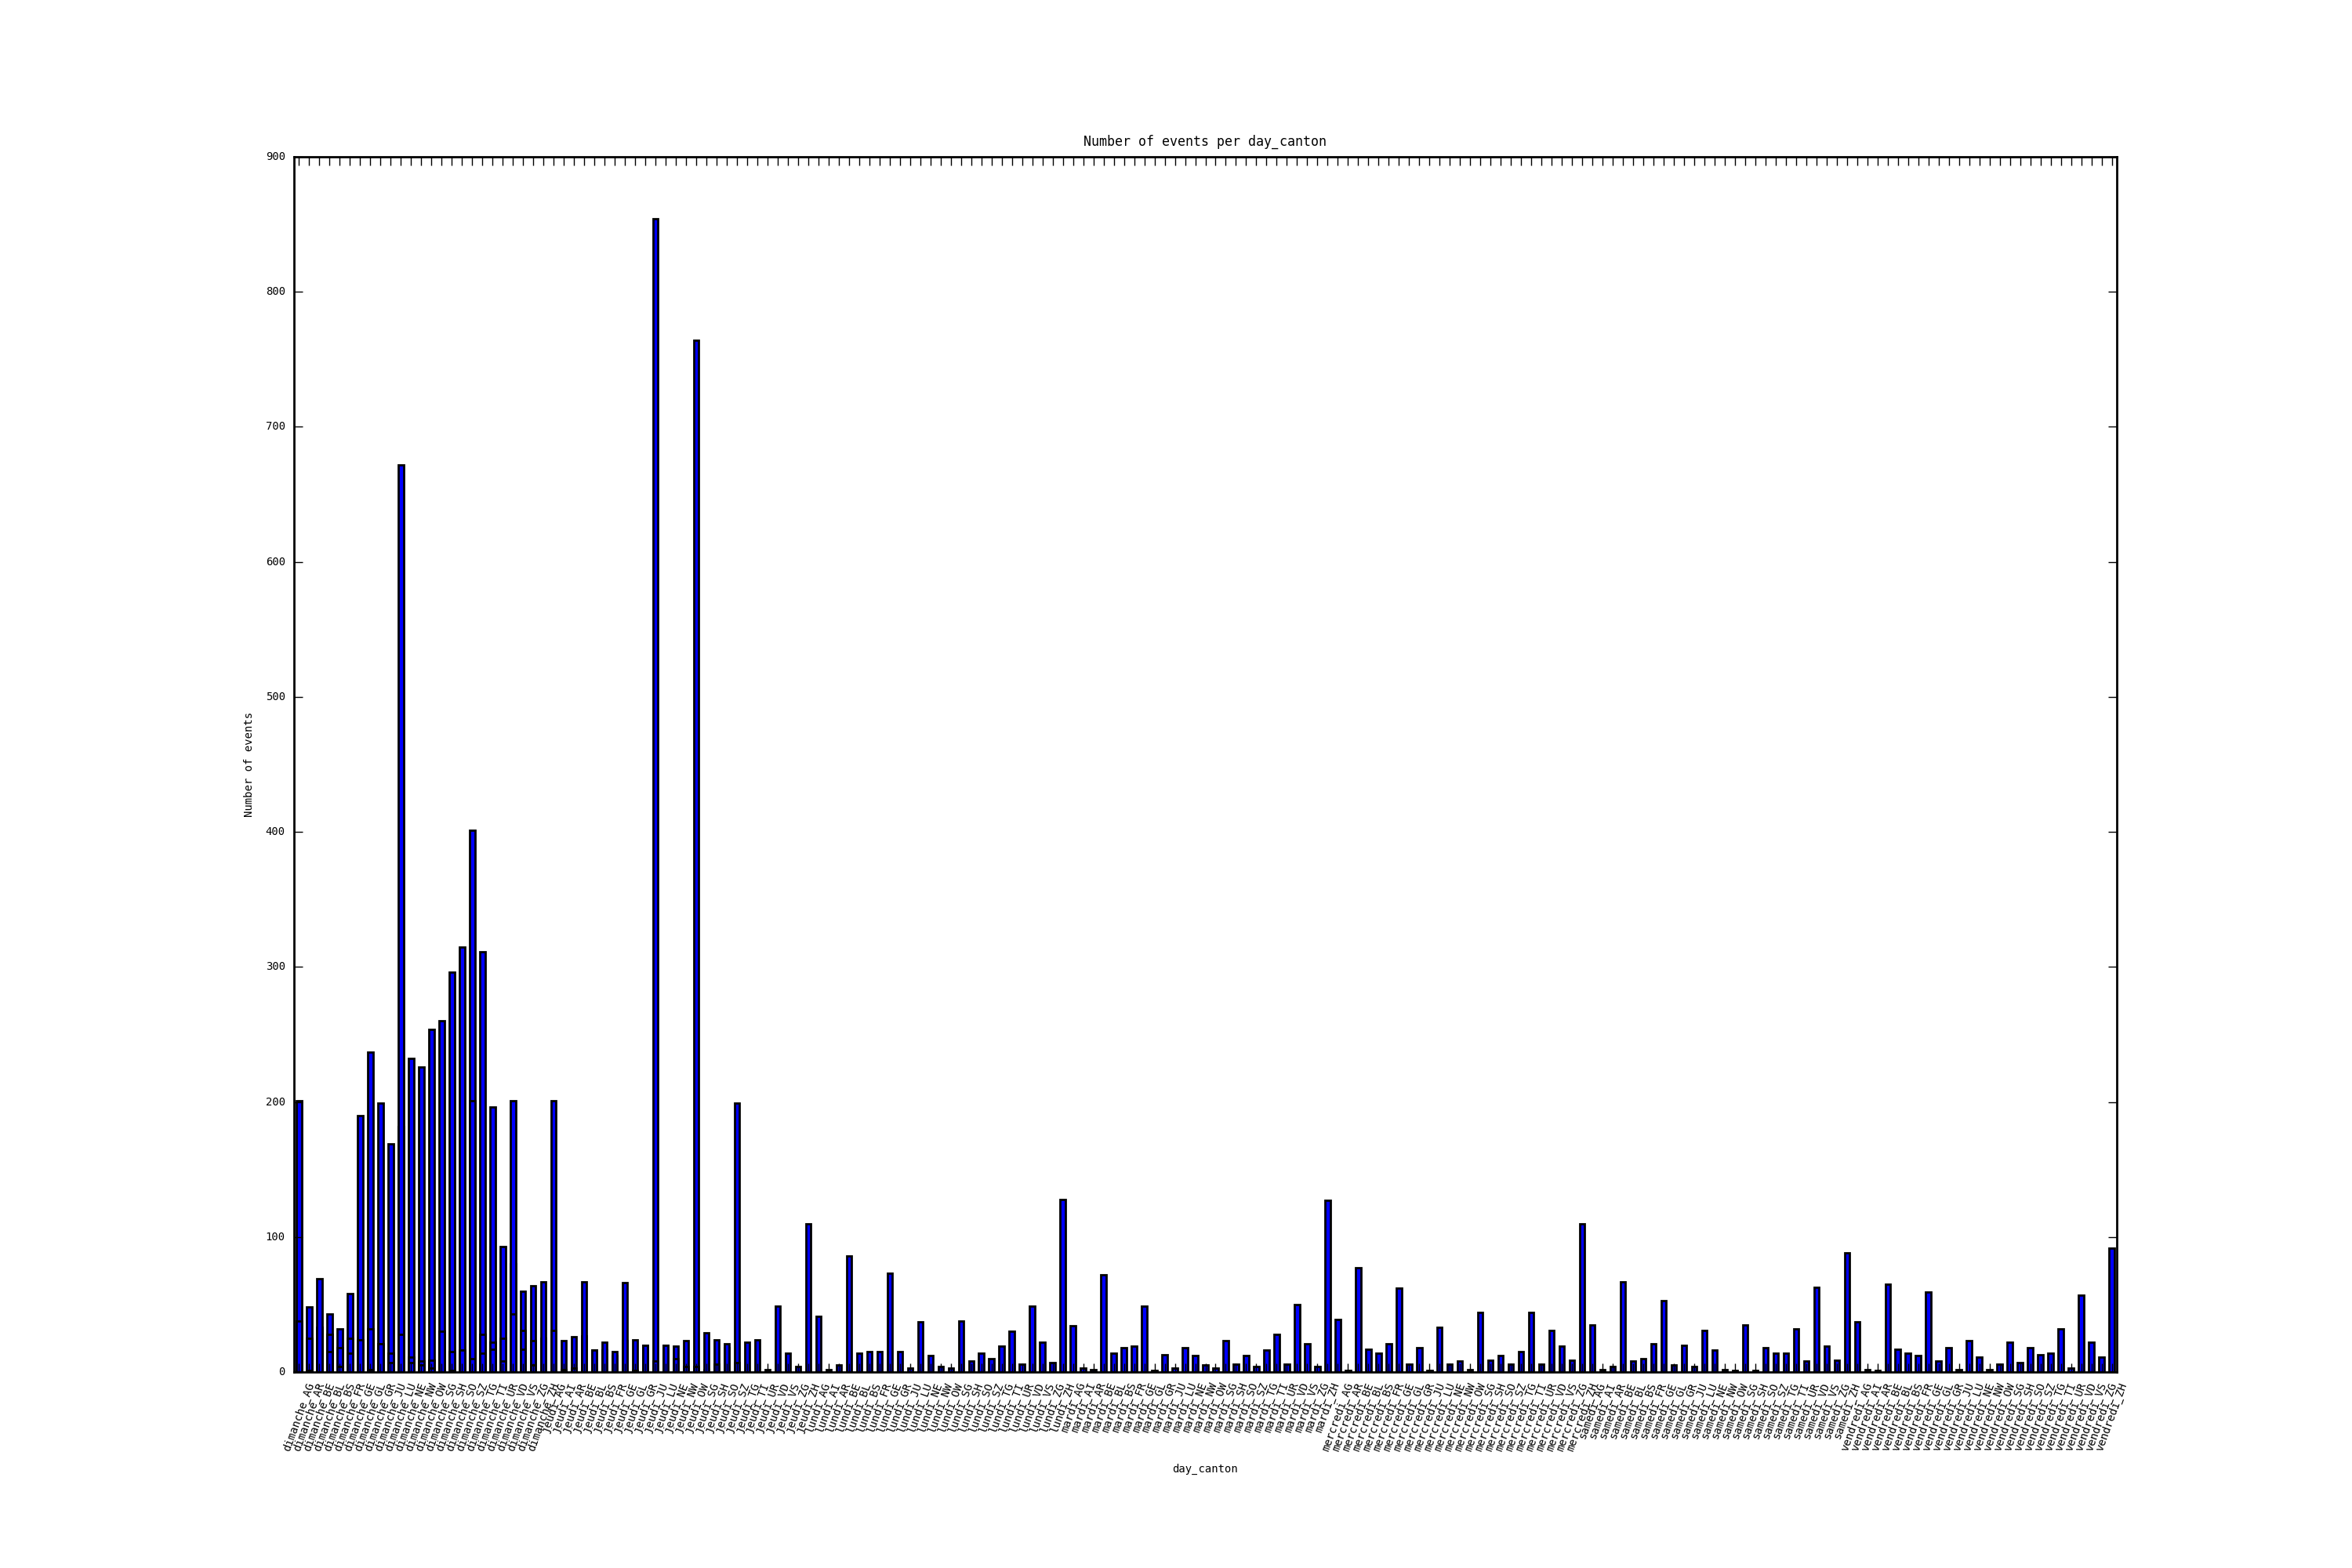 Number of events per day_canton
900
800
700
600
500
400
300
200
100
0
Number of events
dimanche_AG
dimanche_AR
dimanche_BE
dimanche_BL
dimanche_BS
dimanche_FR
dimanche_GE
dimanche_GL
dimanche_GR
dimanche_JU
dimanche_LU
dimanche_NE
dimanche_NW
dimanche_OW
dimanche_SG
dimanche_SH
dimanche_SO
dimanche_SZ
dimanche_TG
dimanche_TI
dimanche_UR
dimanche_VD
dimanche_VS
dimanche_ZG
dimanche_ZH
jeudi_AG
jeudi_AI
jeudi_AR
jeudi_BE
jeudi_BL
jeudi_BS
jeudi_FR
jeudi_GE
jeudi_GL
jeudi_GR
jeudi_JU
jeudi_LU
jeudi_NE
jeudi_NW
jeudi_OW
jeudi_SG
jeudi_SH
jeudi_SO
jeudi_SZ
jeudi_TG
jeudi_TI
jeudi_UR
jeudi_VD
jeudi_VS
jeudi_ZG
jeudi_ZH
lundi_AG
lundi_AI
lundi_AR
lundi_BE
lundi_BL
lundi_BS
lundi_FR
lundi_GE
lundi_GR
lundi_JU
lundi_LU
lundi_NE
lundi_NW
lundi_OW
lundi_SG
lundi_SH
lundi_SO
lundi_SZ
lundi_TG
lundi_TI
lundi_UR
lundi_VD
lundi_VS
lundi_ZG
lundi_ZH
mardi_AG
mardi_AI
mardi_AR
mardi_BE
mardi_BL
mardi_BS
mardi_FR
mardi_GE
mardi_GL
mardi_GR
mardi_JU
mardi_LU
mardi_NE
mardi_NW
mardi_OW
mardi_SG
mardi_SH
mardi_SO
mardi_SZ
mardi_TG
mardi_TI
mardi_UR
mardi_VD
mardi_VS
mardi_ZG
mardi_ZH
mercredi_AG
mercredi_AR
mercredi_BE
mercredi_BL
mercredi_BS
mercredi_FR
mercredi_GE
mercredi_GL
mercredi_GR
mercredi_JU
mercredi_LU
mercredi_NE
mercredi_NW
mercredi_OW
mercredi_SG
mercredi_SH
mercredi_SO
mercredi_SZ
mercredi_TG
mercredi_TI
mercredi_UR
mercredi_VD
mercredi_VS
mercredi_ZG
mercredi_ZH
samedi_AG
samedi_AI
samedi_AR
samedi_BE
samedi_BL
samedi_BS
samedi_FR
samedi_GE
samedi_GL
samedi_GR
samedi_JU
samedi_LU
samedi_NE
samedi_NW
samedi_OW
samedi_SG
samedi_SH
samedi_SO
samedi_SZ
samedi_TG
samedi_TI
samedi_UR
samedi_VD
samedi_VS
samedi_ZG
samedi_ZH
vendredi_AG
vendredi_AI
vendredi_AR
vendredi_BE
vendredi_BL
vendredi_BS
vendredi_FR
vendredi_GE
vendredi_GL
vendredi_GR
vendredi_JU
vendredi_LU
vendredi_NE
vendredi_NW
vendredi_OW
vendredi_SG
vendredi_SH
vendredi_SO
vendredi_SZ
vendredi_TG
vendredi_TI
vendredi_UR
vendredi_VD
vendredi_VS
vendredi_ZG
vendredi_ZH
day_canton